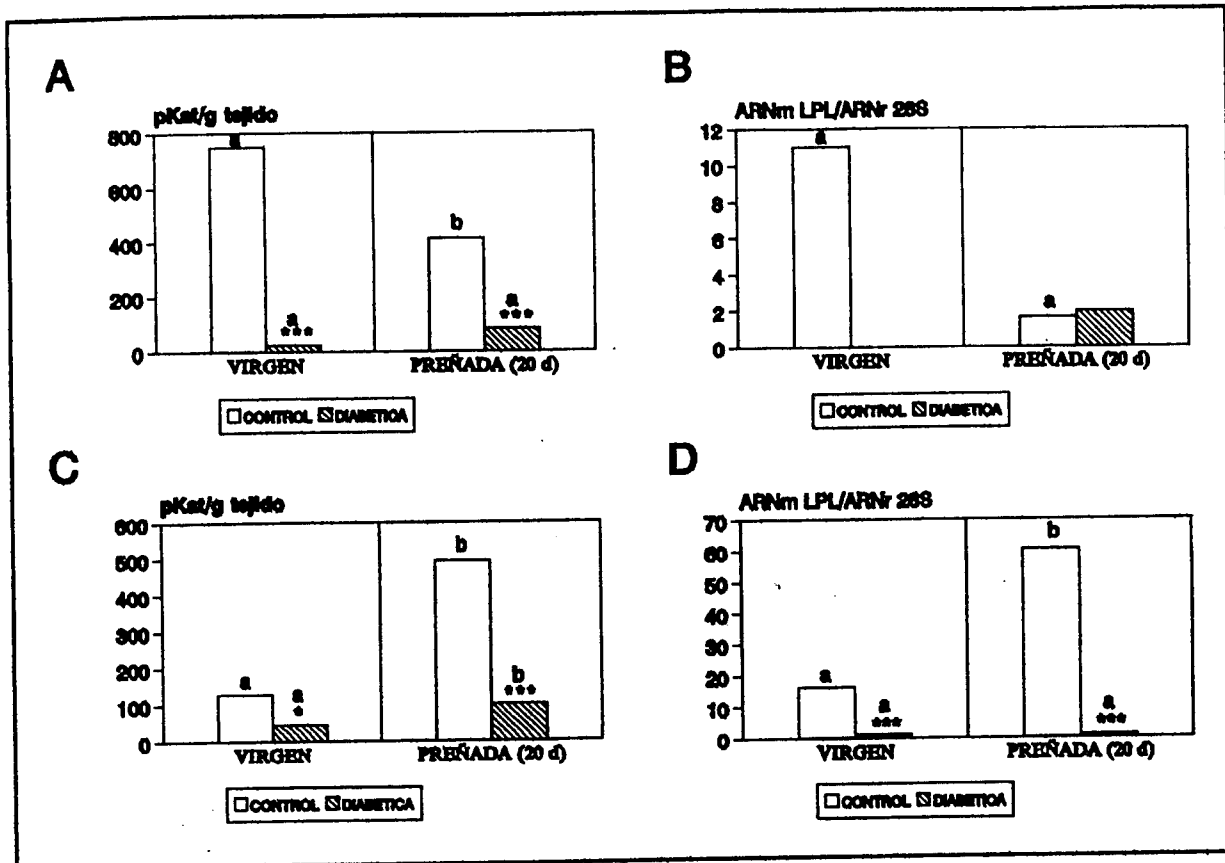 A
pKat/g tejido
800
600
400
200
0
a
a
***
b
a
***
VIRGEN
PREÑADA (20 d)
CONTROL DIABETICA
B
ARNm LPL/ARNr 28S
12
10
8
6
4
2
0
a
a
VIRGEN
PREÑADA (20 d)
CONTROL DIABETICA
C
pKat/g tejido
600
500
400
300
200
100
0
a
a
*
b
b
***
VIRGEN
PREÑADA (20 d)
CONTROL DIABETICA
D
ARNm LPL/ARNr 28S
70
60
50
40
30
20
10
0
a
a
***
b
a
***
VIRGEN
PREÑADA (20 d)
CONTROL DIABETICA